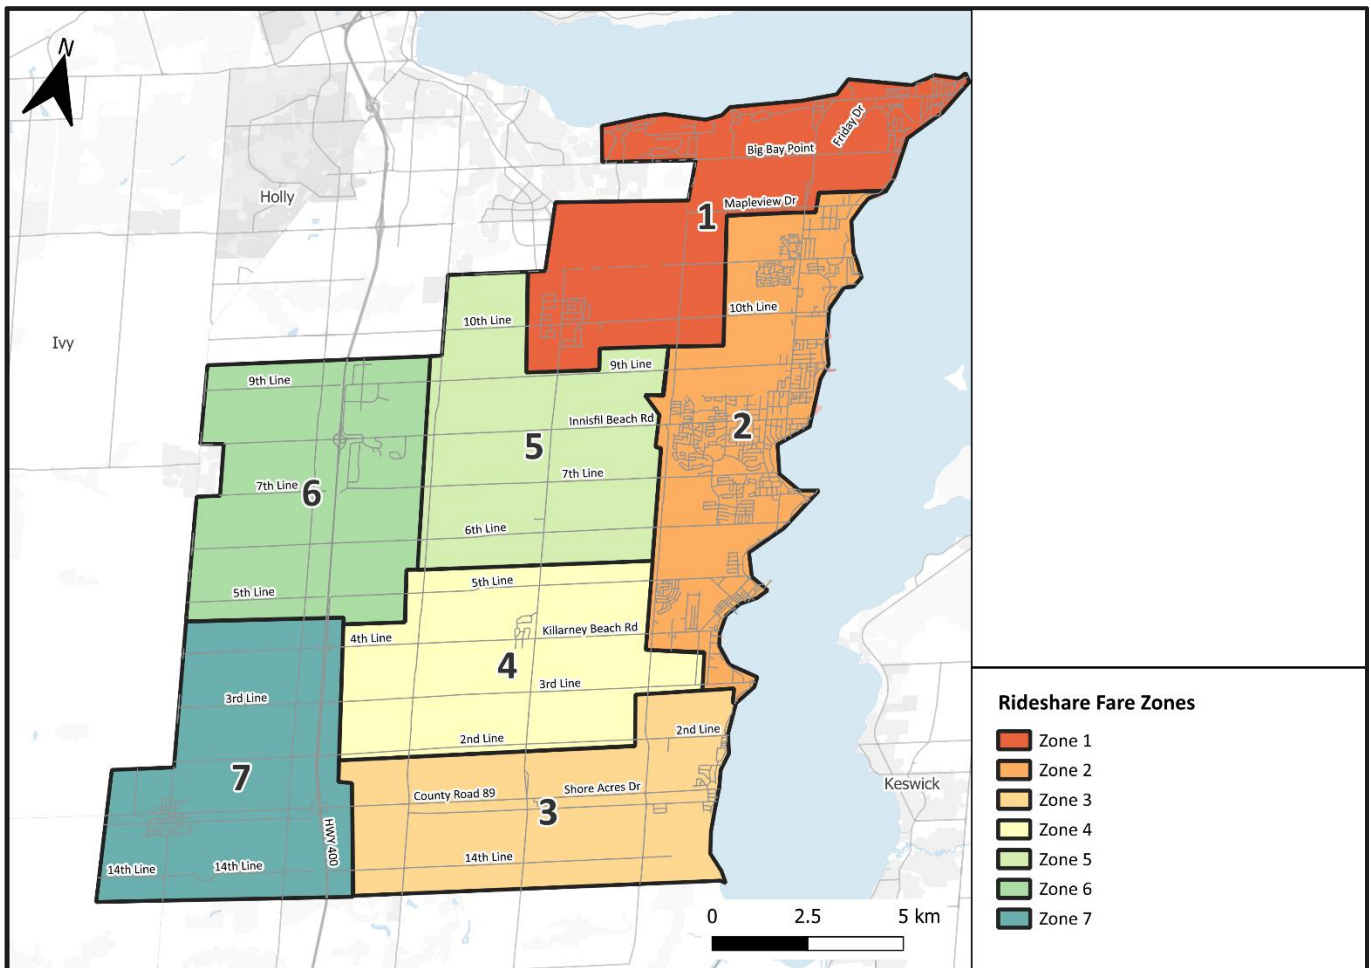 N
Friday Dr
Big Bay Point
Holly
Mapleview Dr
1
10th Line
10th Line
Ivy
9th Line
9th Line
Innisfil Beach Rd
2
5
7th Line
7th Line
6
6th Line
5th Line
5th Line
Killarney Beach Rd
4th Line
4
3rd Line
3rd Line
2nd Line
2nd Line
7
Keswick
Shore Acres Dr
County Road 89
3
HWY 400
14th Line
14th Line
14th Line
0 2.5 5 km
Rideshare Fare Zones
Zone 1
Zone 2
Zone 3
Zone 4
Zone 5
Zone 6
Zone 7